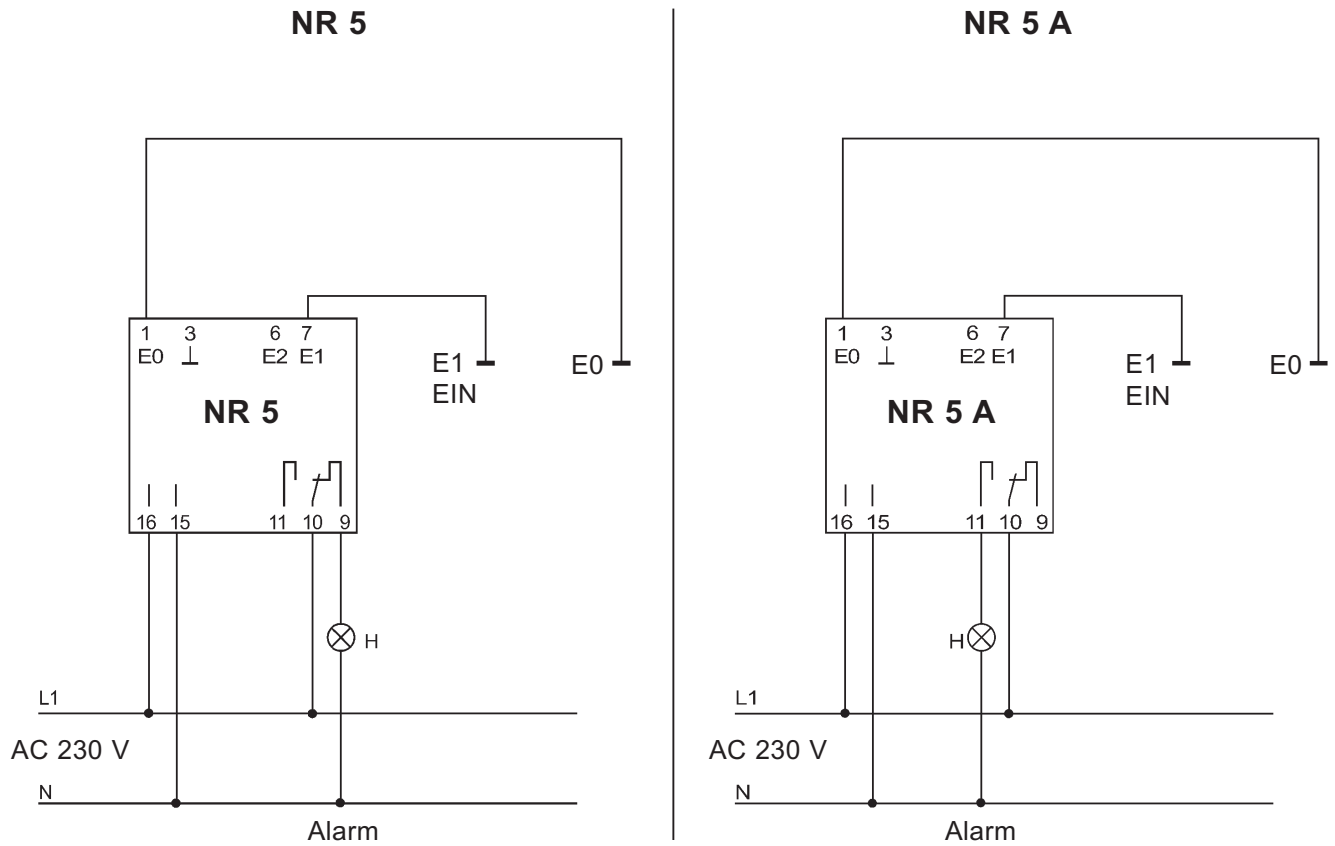 NR 5
1 3 6 7
E0 ⊥ E2 E1
E1
EIN
E0
NR 5
16 15 11 10 9
H
L1
AC 230 V
N
Alarm
NR 5 A
1 3 6 7
E0 ⊥ E2 E1
E1
EIN
E0
NR 5 A
16 15 11 10 9
H
L1
AC 230 V
N
Alarm